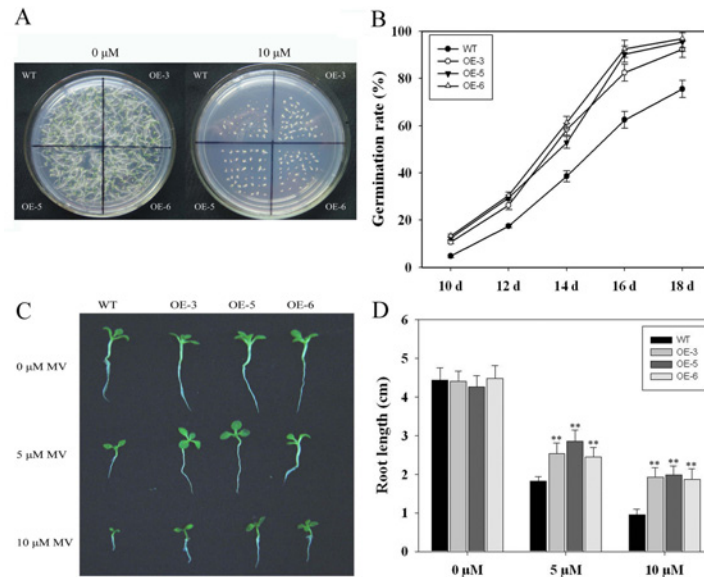 A
0 µM
10 µM
WT
OE-3
OE-5
OE-6
WT
OE-3
OE-5
OE-6
B
Germination rate (%)
100
80
60
40
20
0
WT
OE-3
OE-5
OE-6
10 d
12 d
14 d
16 d
18 d
C
WT
OE-3
OE-5
OE-6
0 µM MV
5 µM MV
10 µM MV
D
Root length (cm)
6
5
4
3
2
1
0
WT
OE-3
OE-5
OE-6
** ** **
** ** **
0 µM
5 µM
10 µM